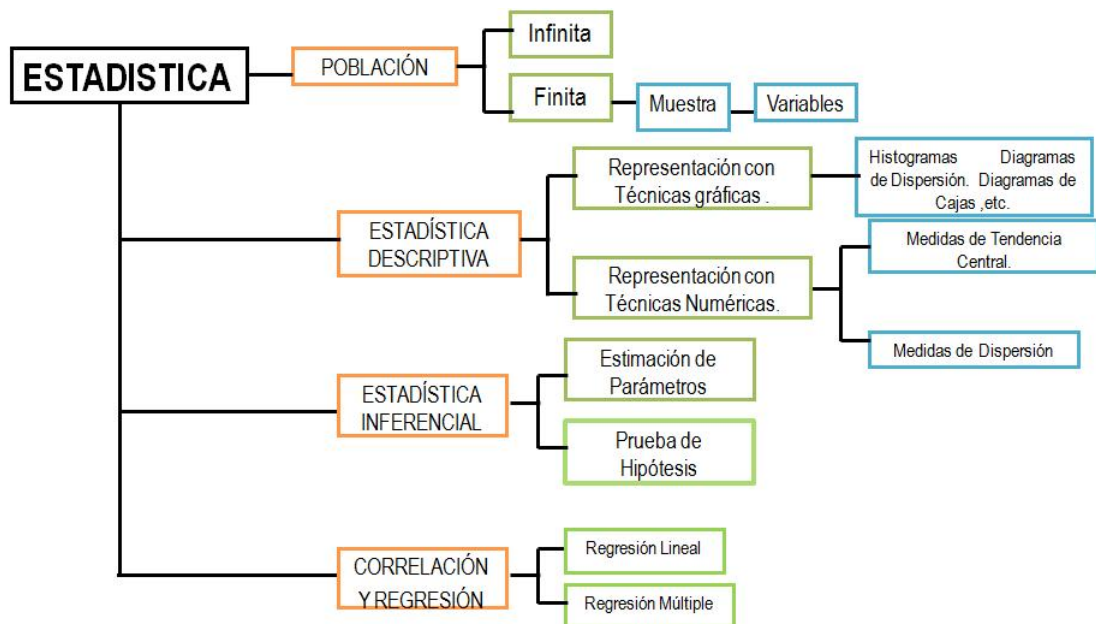 ESTADISTICA
POBLACIÓN
Infinita
Finita
Muestra
Variables
ESTADÍSTICA
DESCRIPTIVA
Representación con
Técnicas gráficas .
Histogramas Diagramas
de Dispersión. Diagramas de
Cajas ,etc.
Representación con
Técnicas Numéricas.
Medidas de Tendencia
Central.
Medidas de Dispersión
ESTADÍSTICA
INFERENCIAL
Estimación de
Parámetros
Prueba de
Hipótesis
CORRELACIÓN
Y REGRESIÓN
Regresión Lineal
Regresión Múltiple